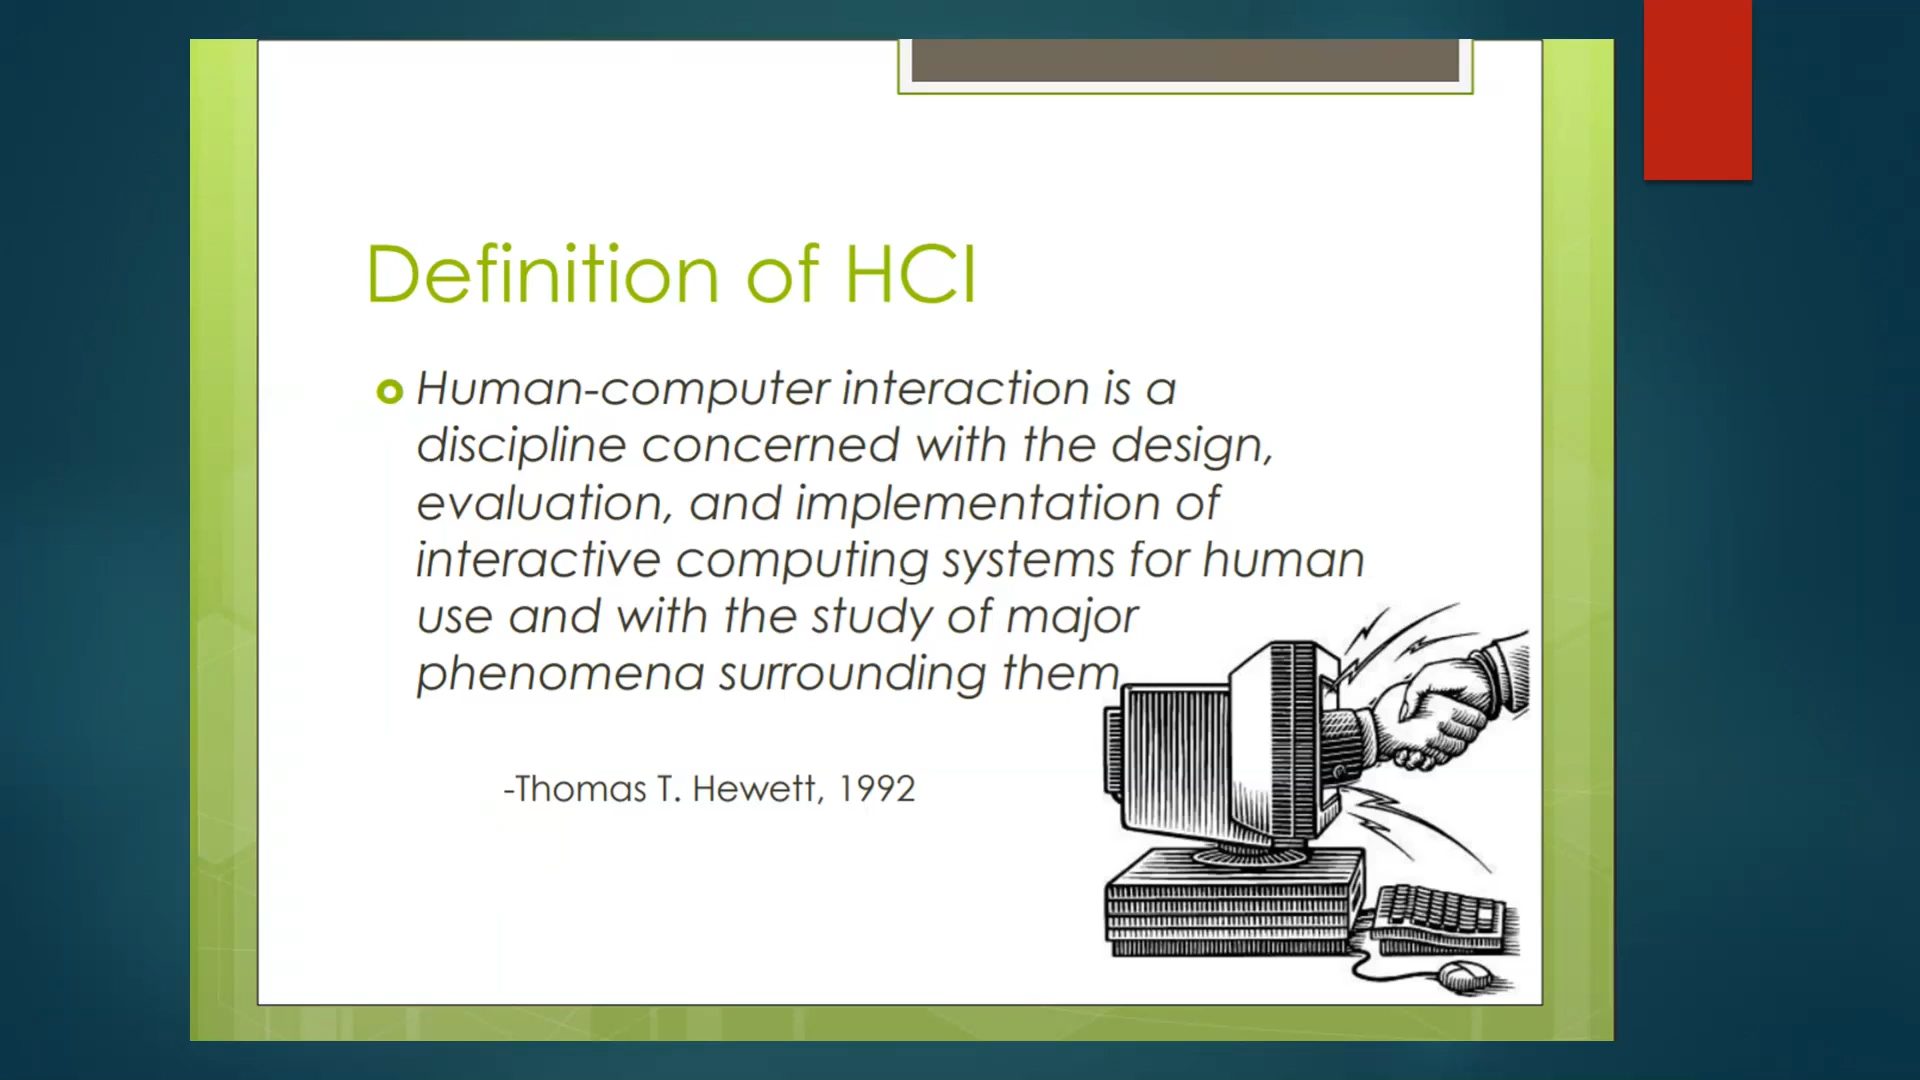 Definition of HCI
Human-computer interaction is a
discipline concerned with the design,
evaluation, and implementation of
interactive computing systems for human
use and with the study of major
phenomena surrounding them
-Thomas T. Hewett, 1992